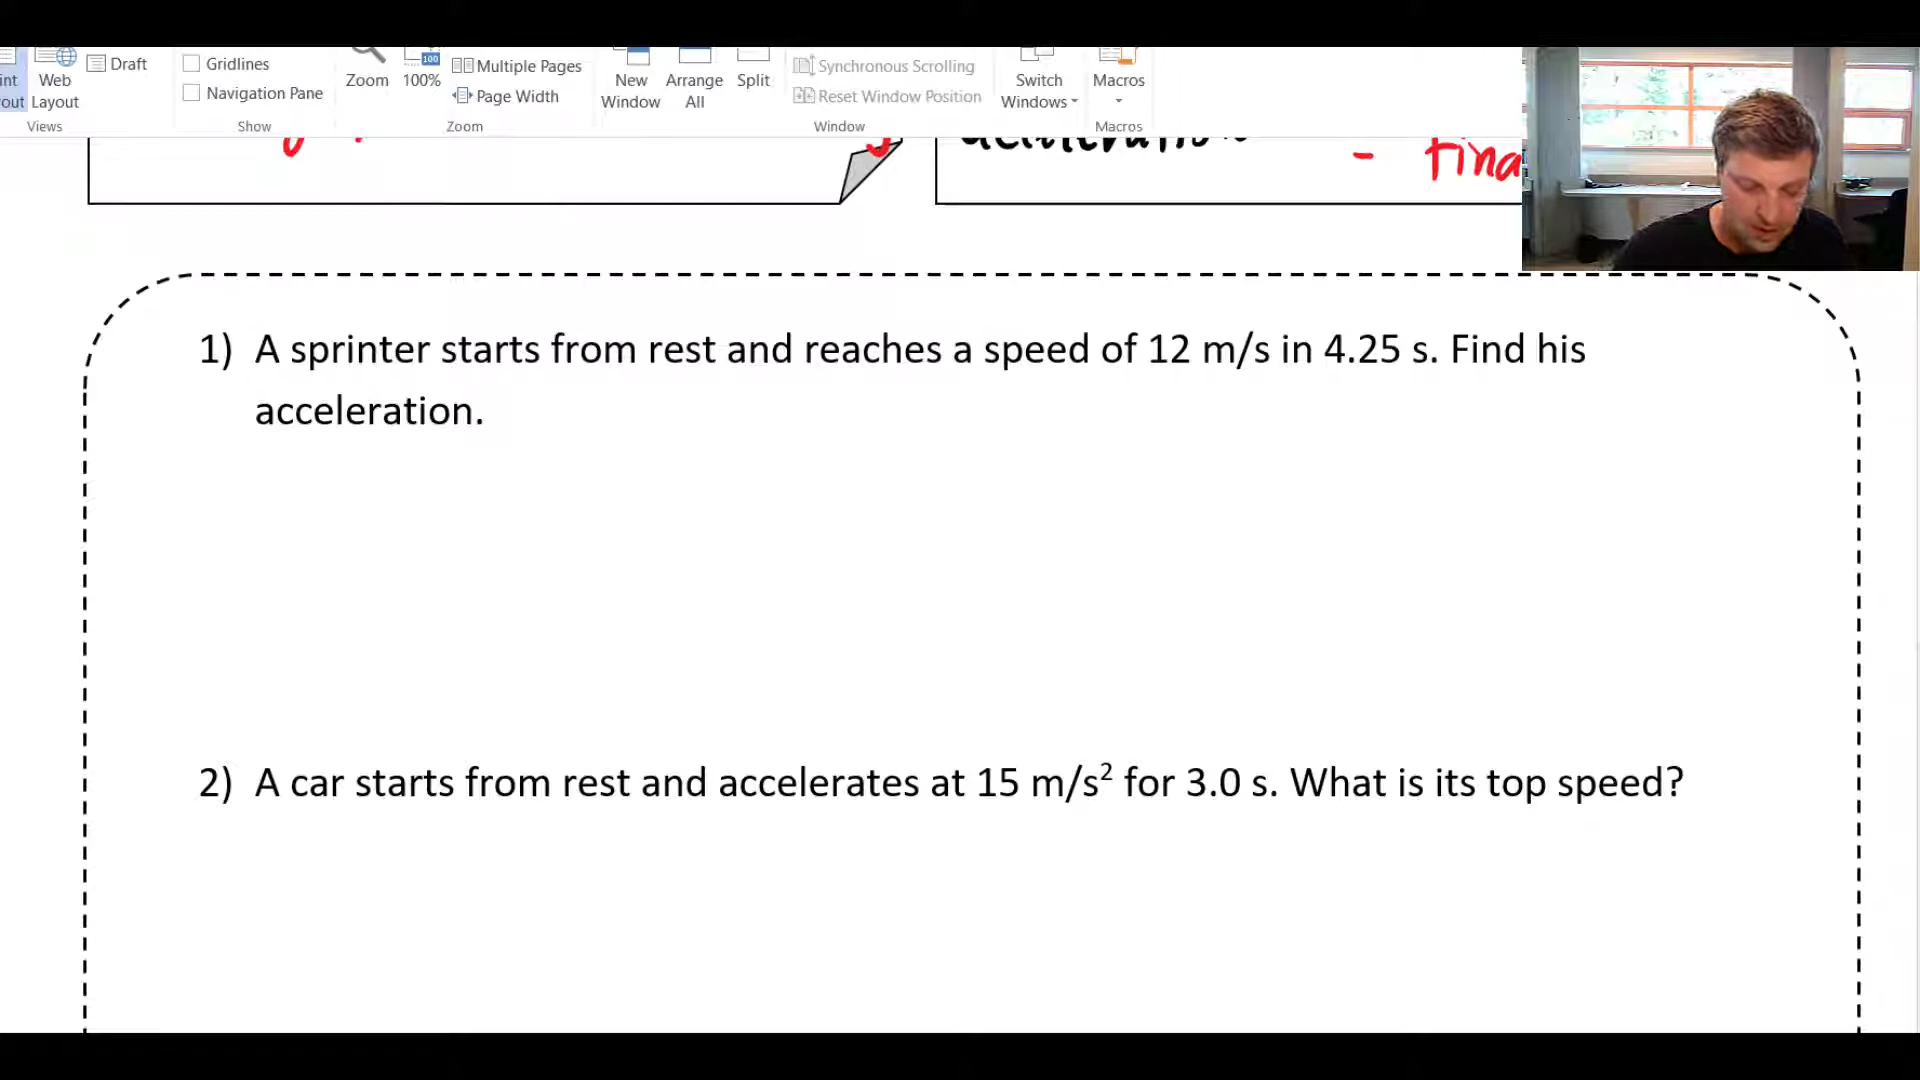 Draft
Gridlines
Multiple Pages
Synchronous Scrolling
Web
Zoom
100%
New
Arrange
Split
Switch
Macros
Navigation Pane
Page Width
Reset Window Position
Layout
Window
All
Windows
Views
Show
Zoom
Window
Macros
-
1) A sprinter starts from rest and reaches a speed of 12 m/s in 4.25 s. Find his
acceleration.
2) A car starts from rest and accelerates at 15 m/s² for 3.0 s. What is its top speed?